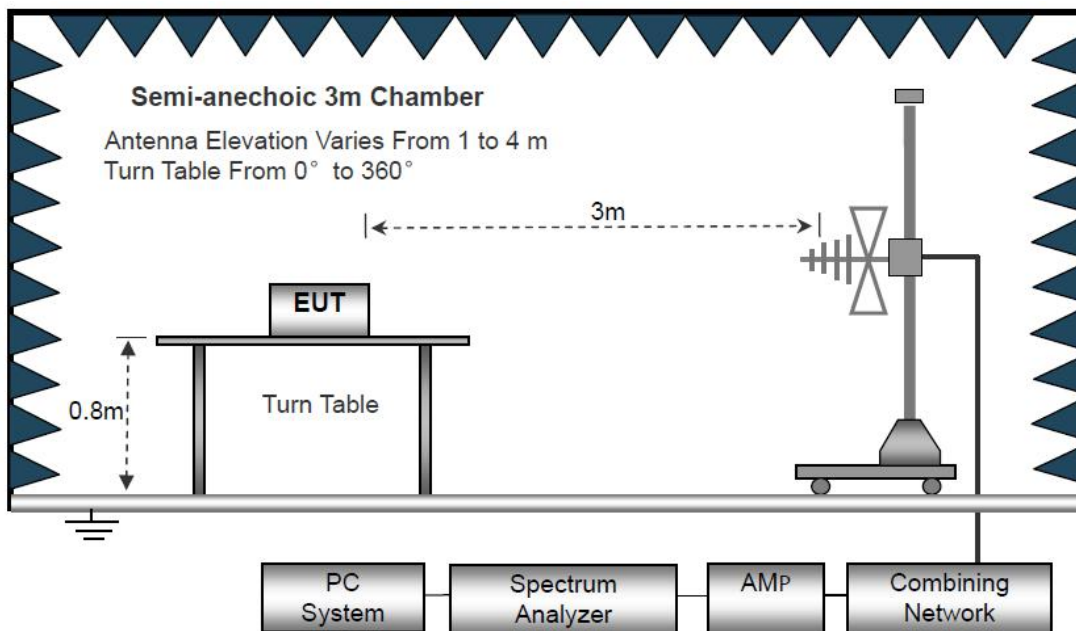 Semi-anechoic 3m Chamber
Antenna Elevation Varies From 1 to 4 m
Turn Table From 0° to 360°
3m
EUT
0.8m
Turn Table
PC
System
Spectrum
Analyzer
AMP
Combining
Network